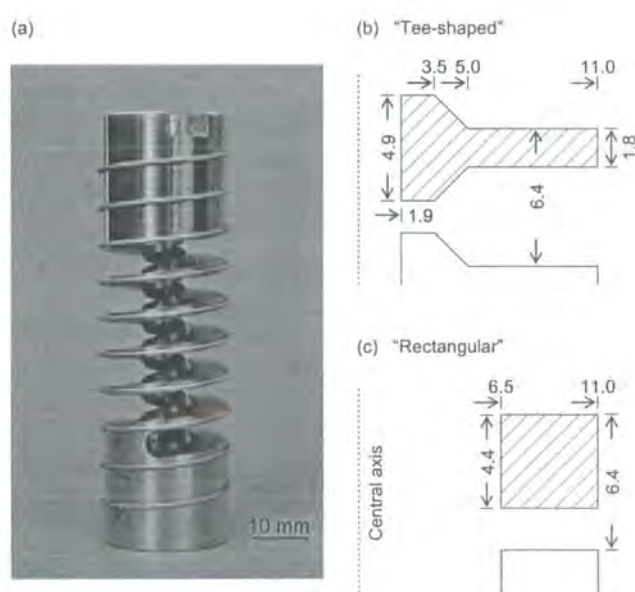 (a)
10 mm
(b) "Tee-shaped"
3.5 5.0 11.0
4.9
1.8
6.4
1.9
(c) "Rectangular"
6.5 11.0
4.4
6.4
Central axis